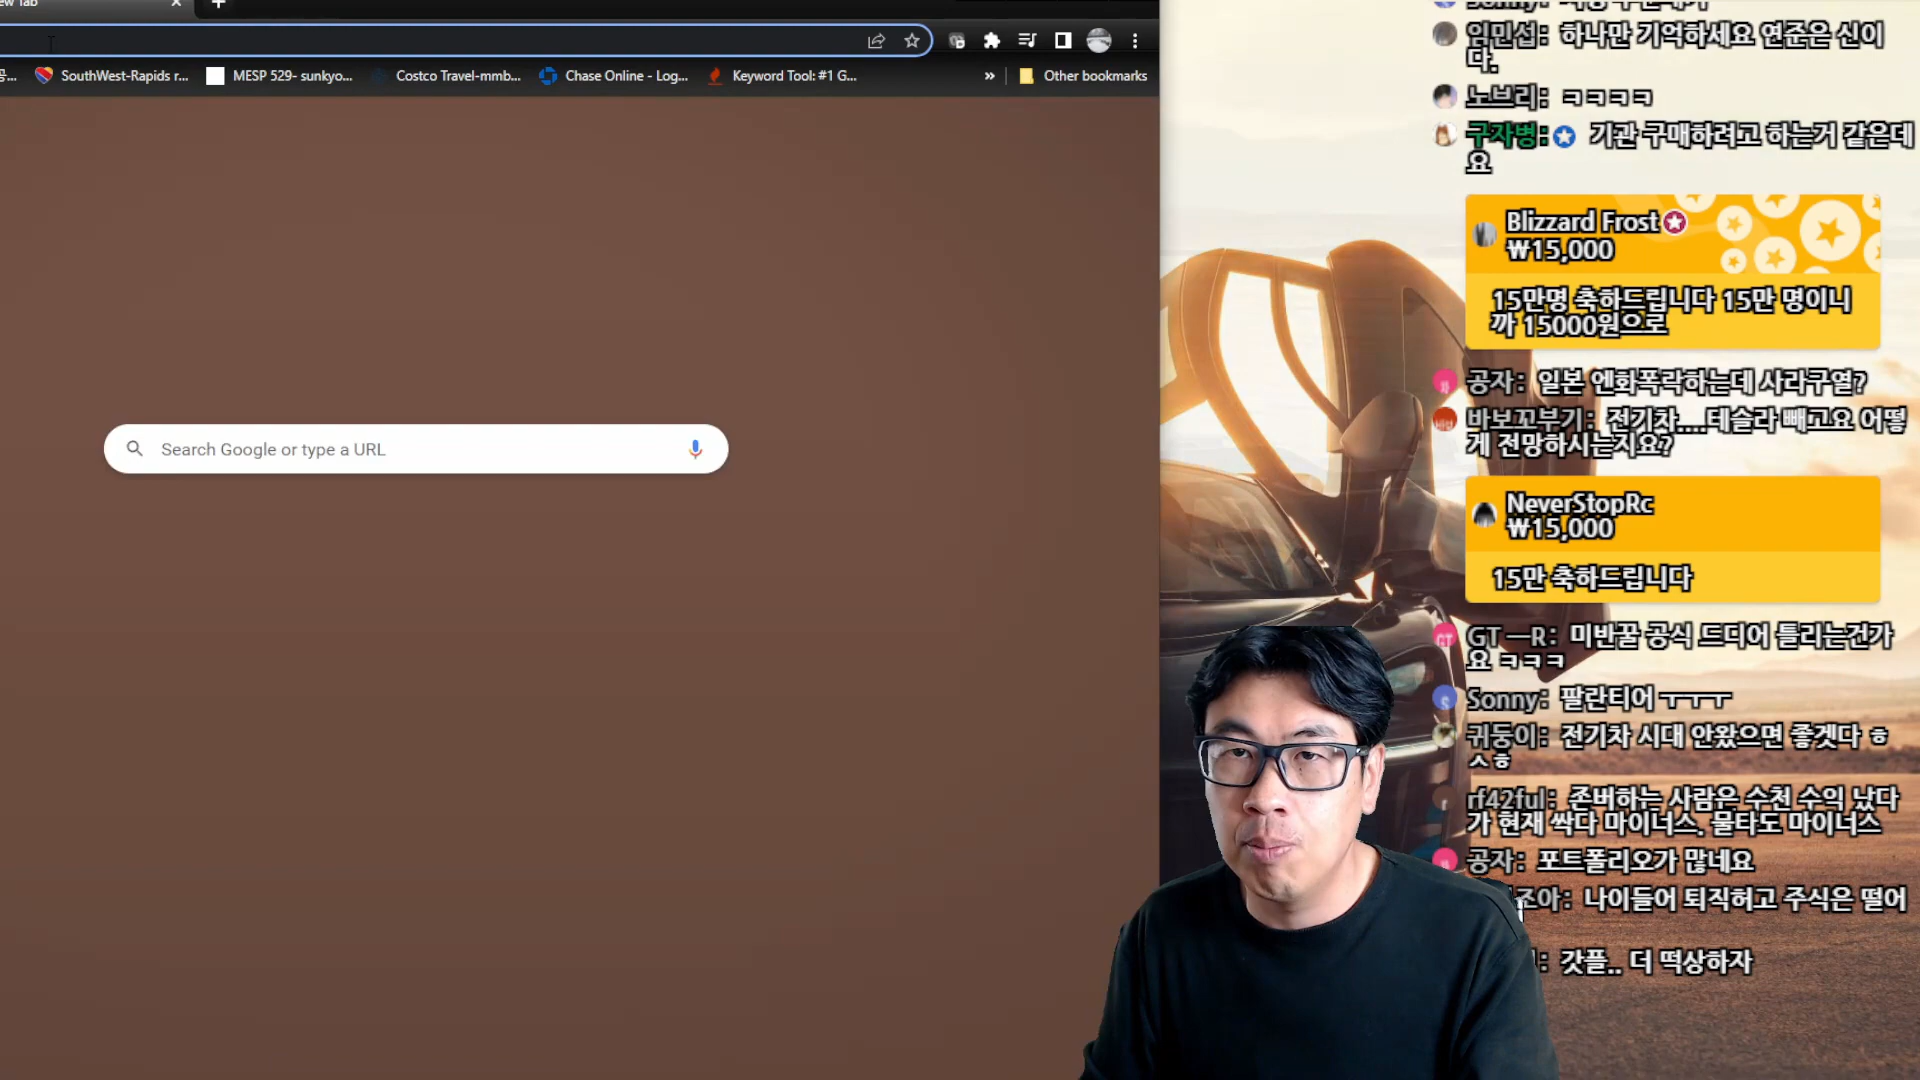 ew Tab
SouthWest-Rapids r...
MESP 529- sunkyo...
Costco Travel-mmb...
Chase Online - Log...
Keyword Tool: #1 G...
»
Other bookmarks
Search Google or type a URL
임민섭: 하나만 기억하세요 연준은 신이
다.
노브리: ㅋㅋㅋㅋ
구자병: 기관 구매하려고 하는거 같은데
요
Blizzard Frost
₩15,000
15만명 축하드립니다 15만 명이니
까 15000원으로
공자: 일본 엔화폭락하는데 사라구열?
바보꼬부기: 전기차....테슬라 빼고요 어떻
게 전망하시는지요?
NeverStopRc
₩15,000
15만 축하드립니다
GT ㅡR: 미반꿀 공식 드디어 틀리는건가
요 ㅋㅋㅋ
Sonny: 팔란티어 ㅜㅜㅜ
귀둥이: 전기차 시대 안왔으면 좋겟다 ㅎ
ㅅㅎ
rf42ful: 존버하는 사람은 수천 수익 났다
가 현재 싹다 마이너스. 물타도 마이너스
공자: 포트폴리오가 많네요
조아: 나이들어 퇴직허고 주식은 떨어
: 갓플.. 더 떡상하자